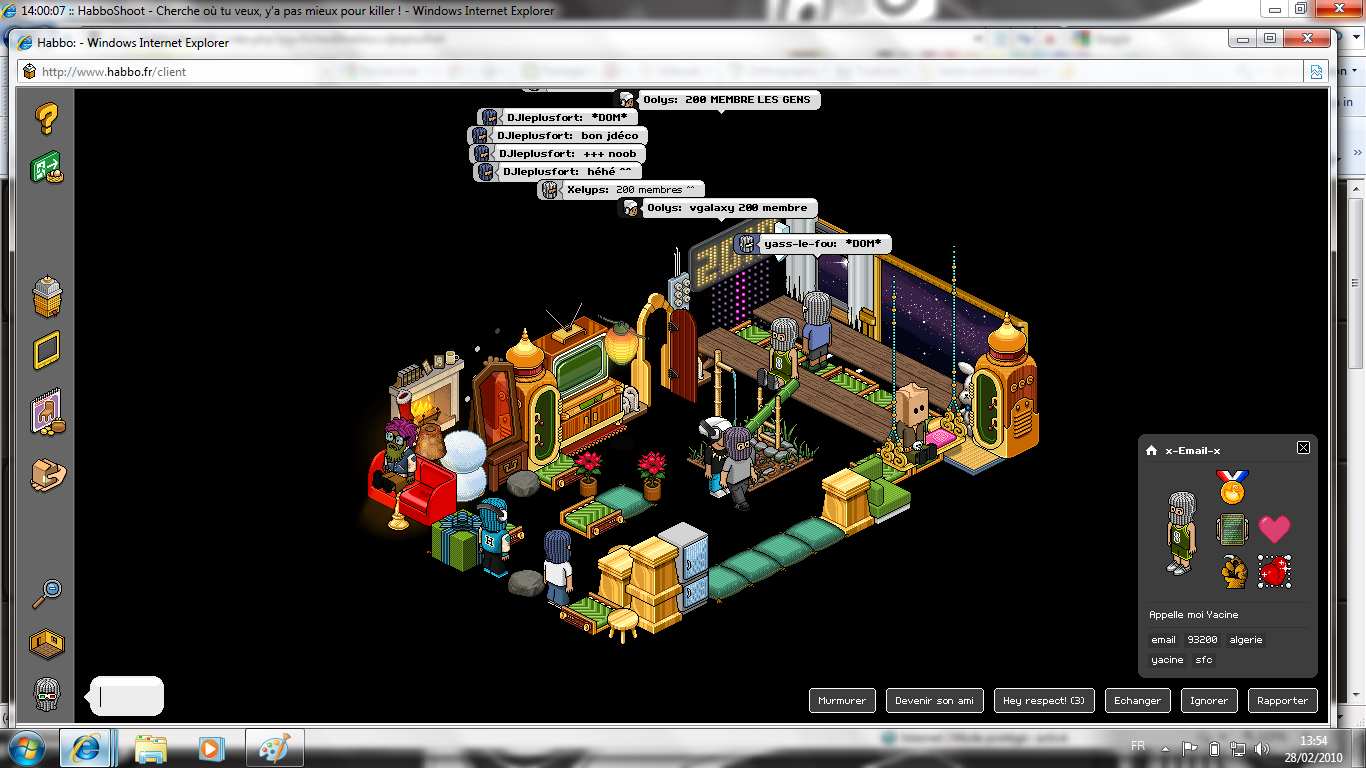 14:00:07 :: HabboShoot - Cherche où tu veux, y'a pas mieux pour killer ! - Windows Internet Explorer
Habbo: - Windows Internet Explorer
http://www.habbo.fr/client
Oolys: 200 MEMBRE LES GENS
DJleplusfort: *DOM*
DJleplusfort: bon jdéco
DJleplusfort: +++ noob
DJleplusfort: héhé ^^
Xelyps: 200 membres ^^
Oolys: vgalaxy 200 membre
yass-le-fou: *DOM*
x-Email-x
Appelle moi Yacine
email 93200 algerie
yacine sfc
Murmurer Devenir son ami Hey respect! (3) Echanger Ignorer Rapporter
FR 13:54
28/02/2010